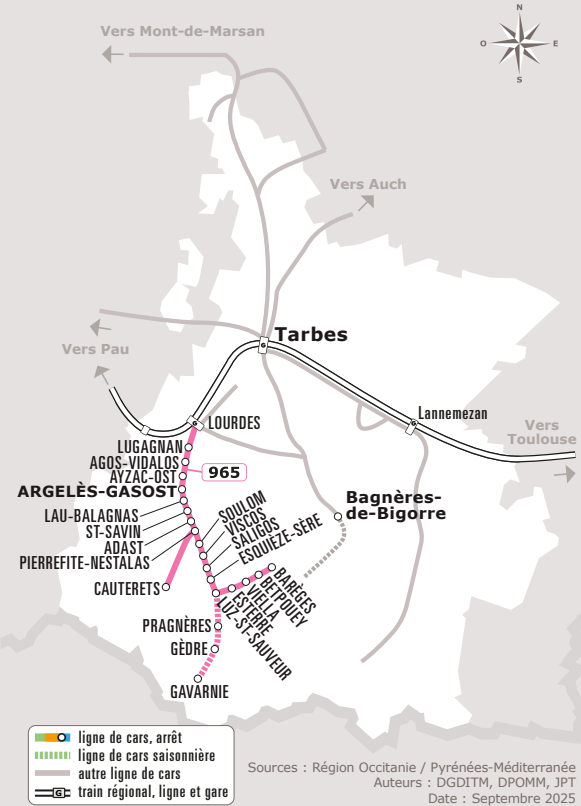 N
O
E
S
Vers Mont-de-Marsan
Vers Auch
Tarbes
G
Vers Pau
Lannemezan
G
LOURDES
G
Vers
Toulouse
LUGAGNAN
AGOS-VIDALOS
AYZAC-OST
965
ARGELÈS-GASOST
LAU-BALAGNAS
ST-SAVIN
ADAST
PIERREFITE-NESTALAS
Bagnères-
de-Bigorre
SOULOM
VISCOS
SALIGOS
ESQUIÈZE-SÈRE
CAUTERETS
BARÈGES
BETPOUEY
VIELLA
ESTERRE
LUZ-ST-SAUVEUR
PRAGNÈRES
GÈDRE
GAVARNIE
ligne de cars, arrêt
ligne de cars saisonnière
autre ligne de cars
G train régional, ligne et gare
Sources : Région Occitanie / Pyrénées-Méditerranée
Auteurs : DGDITM, DPOMM, JPT
Date : Septembre 2025